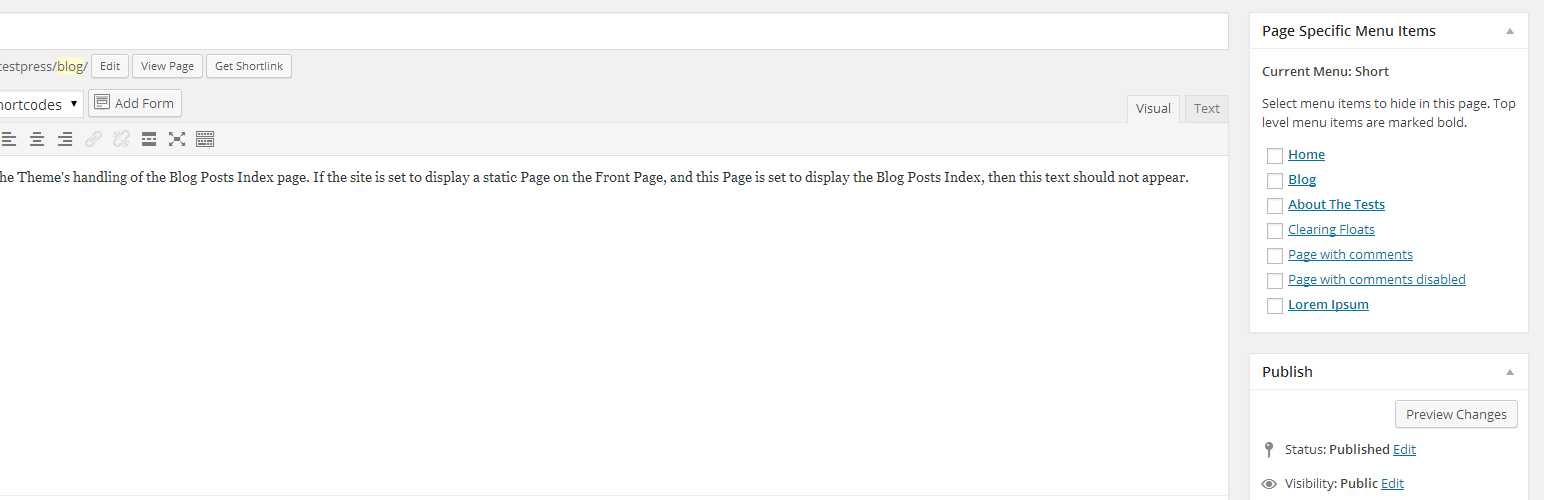 testpress/blog/ Edit View Page Get Shortlink
Add Form
Visual Text
he Theme's handling of the Blog Posts Index page. If the site is set to display a static Page on the Front Page, and this Page is set to display the Blog Posts Index, then this text should not appear.
Page Specific Menu Items
Current Menu: Short
Select menu items to hide in this page. Top
level menu items are marked bold.
Home
Blog
About The Tests
Clearing Floats
Page with comments
Page with comments disabled
Lorem Ipsum
Publish
Preview Changes
Status: Published Edit
Visibility: Public Edit